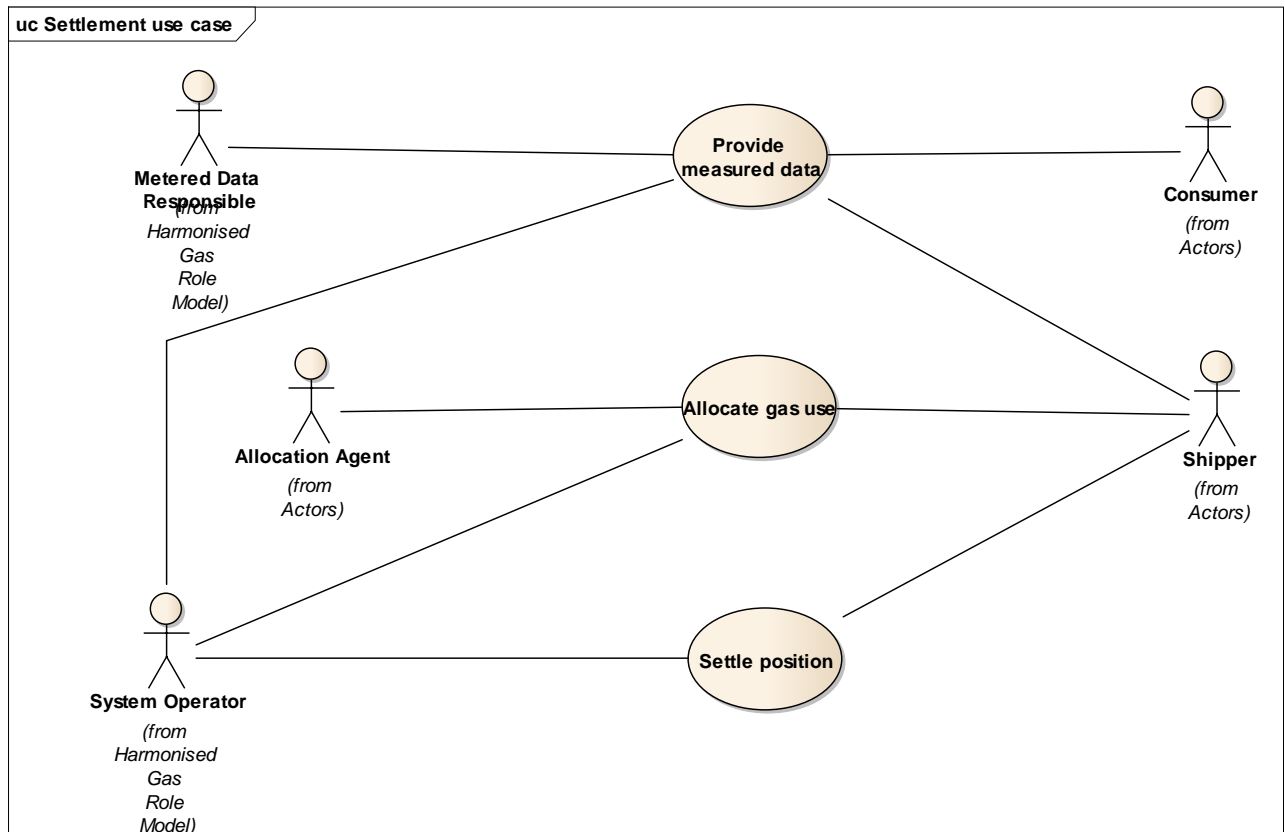 uc Settlement use case
Metered Data
Responsible
(from
Harmonised
Gas
Role
Model)
Provide
measured data
Consumer
(from
Actors)
Allocation Agent
(from
Actors)
Allocate gas use
Shipper
(from
Actors)
System Operator
(from
Harmonised
Gas
Role
Model)
Settle position